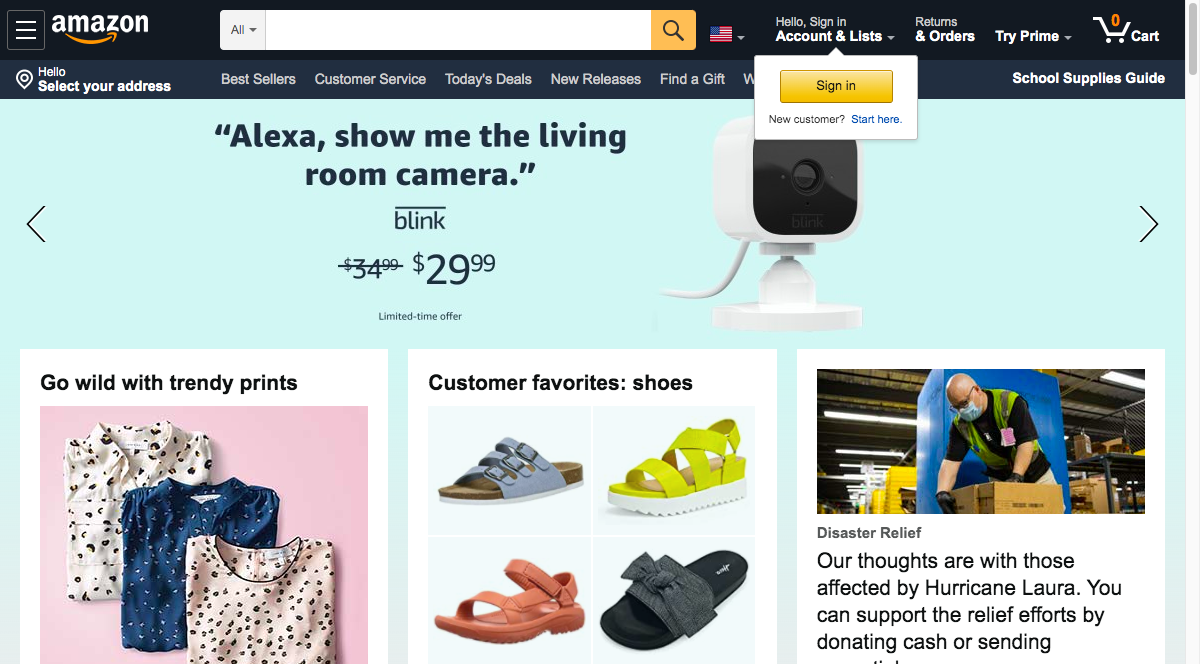 amazon
All
Hello, Sign in
Account & Lists
Returns
& Orders
Try Prime
0
Cart
Hello
Select your address
Best Sellers
Customer Service
Today's Deals
New Releases
Find a Gift
W
School Supplies Guide
Sign in
New customer? Start here.
“Alexa, show me the living
room camera.”
blink
$3499 $2999
Limited-time offer
blink
Go wild with trendy prints
Customer favorites: shoes
Disaster Relief
Our thoughts are with those
affected by Hurricane Laura. You
can support the relief efforts by
donating cash or sending